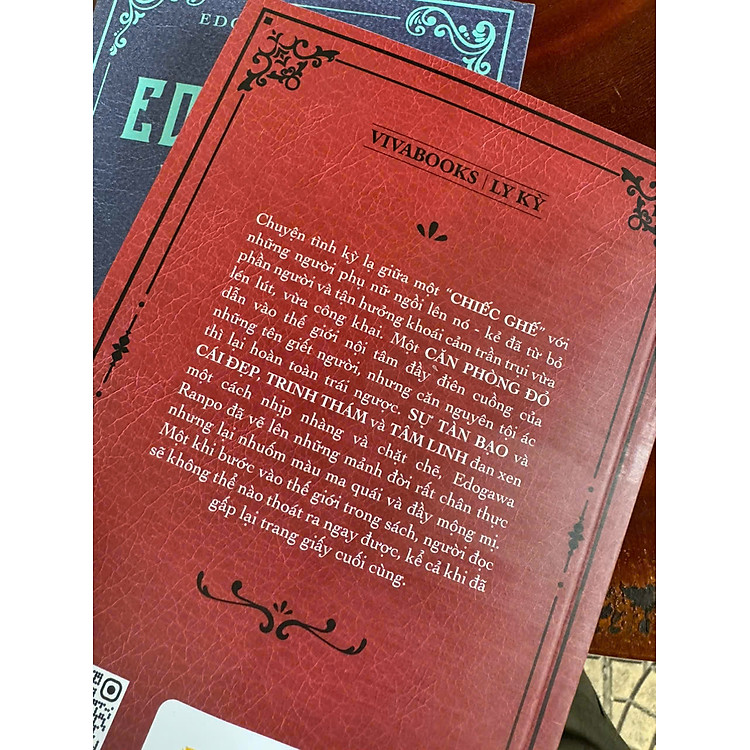 EDO
ED
VIVABOOKS | LY KỲ
Chuyện tình kỳ lạ giữa một “CHIẾC GHẾ” với
những người phụ nữ ngồi lên nó - kẻ đã từ bỏ
phần người và tận hưởng khoái cảm trần trụi vừa
lén lút, vừa công khai. Một CĂN PHÒNG ĐỎ
dẫn vào thế giới nội tâm đầy điên cuồng của
những tên giết người, nhưng căn nguyên tội ác
thì lại hoàn toàn trái ngược. SỰ TÀN BẠO và
CÁI ĐẸP, TRINH THÁM và TÂM LINH đan xen
một cách nhịp nhàng và chặt chẽ, Edogawa
Ranpo đã vẽ lên những mảnh đời rất chân thực
nhưng lại nhuốm màu ma quái và đầy mộng mị.
Một khi bước vào thế giới trong sách, người đọc
sẽ không thể nào thoát ra ngay được, kể cả khi đã
gấp lại trang giấy cuối cùng.